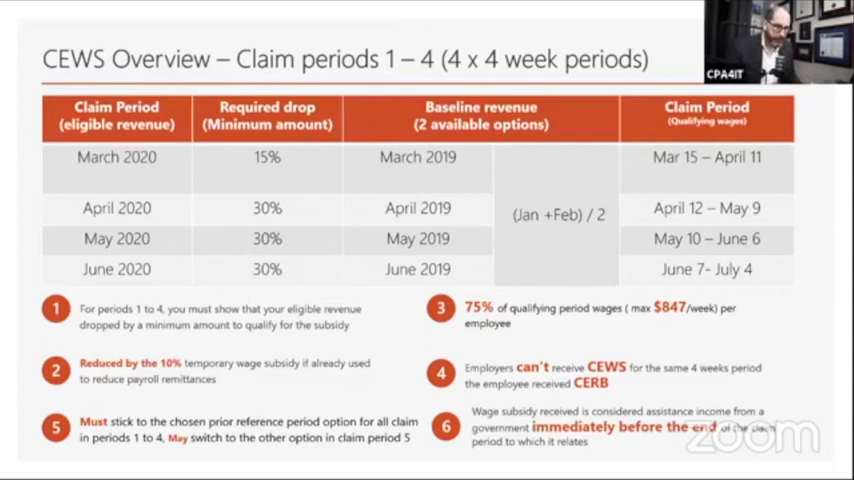 CEWS Overview – Claim periods 1 – 4 (4 x 4 week periods)
CPA4IT
Claim Period
(eligible revenue)
Required drop
(Minimum amount)
Baseline revenue
(2 available options)
Claim Period
(Qualifying wages)
March 2020
15%
March 2019
Mar 15 – April 11
April 2020
30%
April 2019
(Jan +Feb) / 2
April 12 – May 9
May 2020
30%
May 2019
May 10 – June 6
June 2020
30%
June 2019
June 7- July 4
1
For periods 1 to 4, you must show that your eligible revenue
dropped by a minimum amount to qualify for the subsidy
3
75% of qualifying period wages ( max $847/week) per
employee
2
Reduced by the 10% temporary wage subsidy if already used
to reduce payroll remittances
4
Employers can't receive CEWS for the same 4 weeks period
the employee received CERB
5
Must stick to the chosen prior reference period option for all claim
in periods 1 to 4, May switch to the other option in claim period 5
6
Wage subsidy received is considered assistance income from a
government immediately before the end of the claim
period to which it relates
zoom